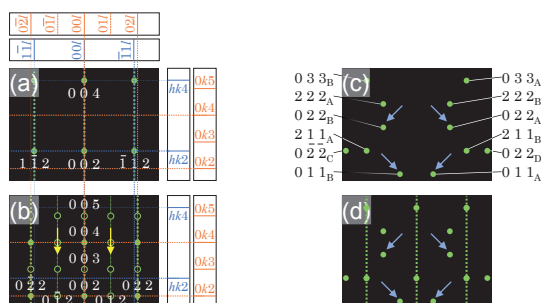 02̅l 01̅l 00l 01l 02l
11̅l 00l 1̅1l
(a)
0 0 4
1 1̅ 2 0 0 2 1̅ 1 2
hk4
hk2
0k5
0k4
0k3
0k2
(b)
0 0 5
0 0 4
0 0 3
0 2̅ 2 0 0 2 0 2 2
hk4
hk2
0k5
0k4
0k3
0k2
(c)
0 3 3B
2 2 2A
0 2 2B
2 1 1A
0 2̅ 2̅C
0 1 1B
0 3 3A
2 2 2B
0 2 2A
2 1 1B
0 2 2D
0 1 1A
(d)